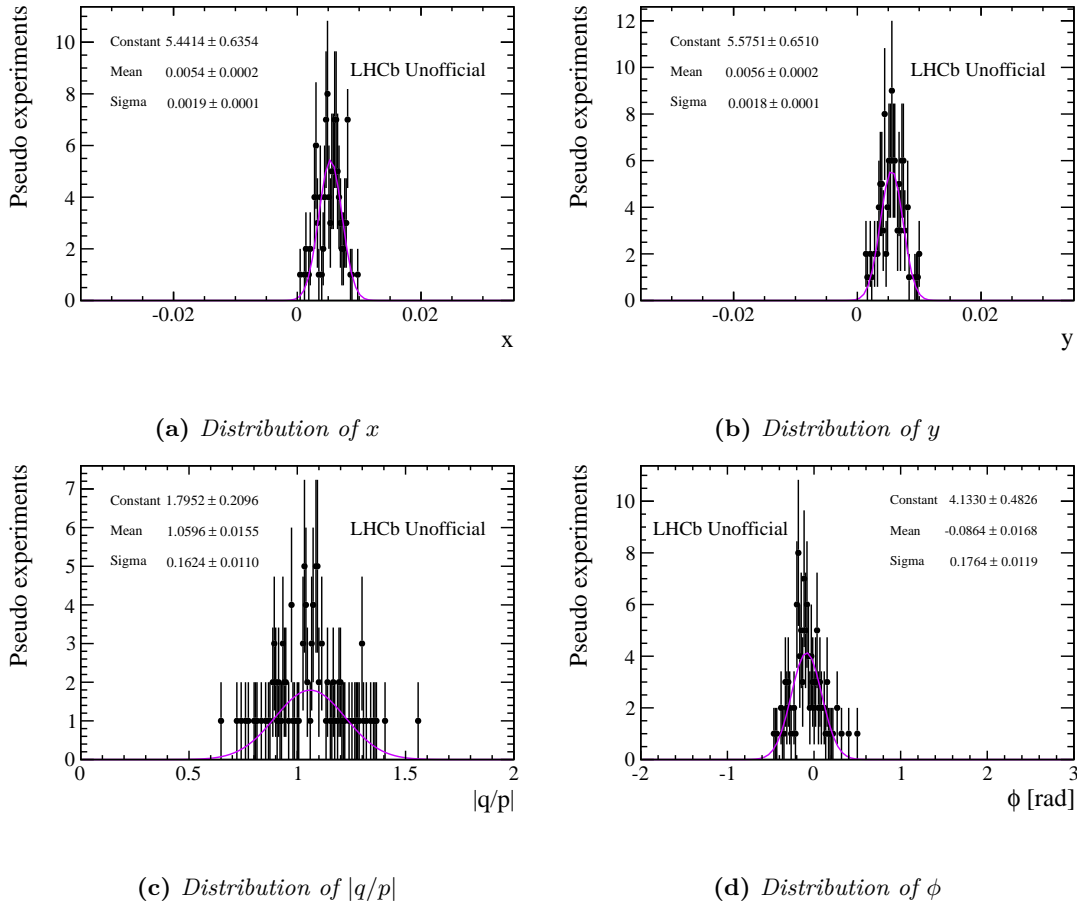 Pseudo experiments
10
8
6
4
2
0
Constant 5.4414 ± 0.6354
Mean 0.0054 ± 0.0002
Sigma 0.0019 ± 0.0001
LHCb Unofficial
-0.02 0 0.02
x
(a) Distribution of x
Pseudo experiments
12
10
8
6
4
2
0
Constant 5.5751 ± 0.6510
Mean 0.0056 ± 0.0002
Sigma 0.0018 ± 0.0001
LHCb Unofficial
-0.02 0 0.02
y
(b) Distribution of y
Pseudo experiments
7
6
5
4
3
2
1
0
Constant 1.7952 ± 0.2096
Mean 1.0596 ± 0.0155
Sigma 0.1624 ± 0.0110
LHCb Unofficial
0 0.5 1 1.5 2
|q/p|
(c) Distribution of |q/p|
Pseudo experiments
10
8
6
4
2
0
LHCb Unofficial
Constant 4.1330 ± 0.4826
Mean -0.0864 ± 0.0168
Sigma 0.1764 ± 0.0119
-2 -1 0 1 2 3
ϕ [rad]
(d) Distribution of ϕ